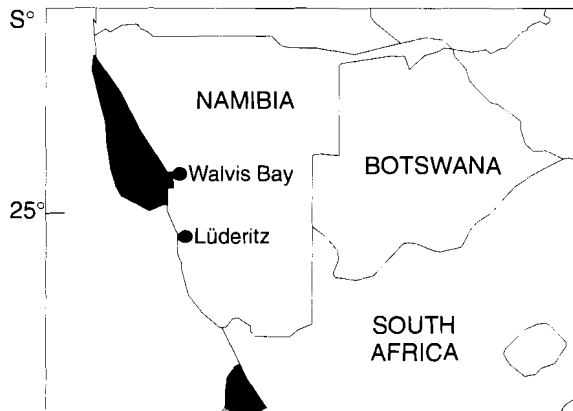 S°
NAMIBIA
Walvis Bay
BOTSWANA
25°
Lüderitz
SOUTH
AFRICA